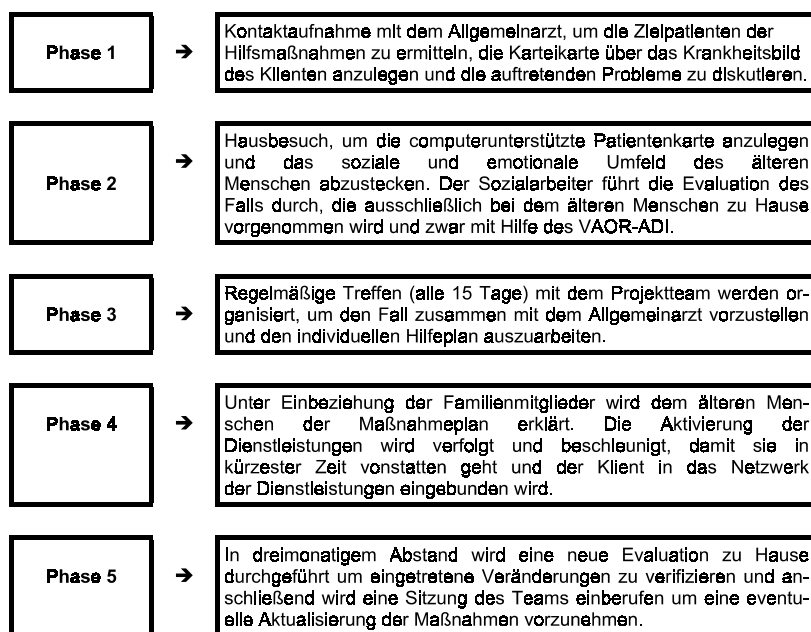 Kontaktaufnahme mit dem Allgemeinarzt, um die Zielpatienten der
Phase 1 → Hilfsmaßnahmen zu ermitteln, die Karteikarte über das Krankheitsbild
des Klienten anzulegen und die auftretenden Probleme zu diskutieren.
Hausbesuch, um die computerunterstützte Patientenkarte anzulegen
→ und das soziale und emotionale Umfeld des älteren
Phase 2 Menschen abzustecken. Der Sozialarbeiter führt die Evaluation des
Falls durch, die ausschließlich bei dem älteren Menschen zu Hause
vorgenommen wird und zwar mit Hilfe des VAOR-ADI.
Regelmäßige Treffen (alle 15 Tage) mit dem Projektteam werden or-
Phase 3 → ganisiert, um den Fall zusammen mit dem Allgemeinarzt vorzustellen
und den individuellen Hilfeplan auszuarbeiten.
Unter Einbeziehung der Familienmitglieder wird dem älteren Men-
Phase 4 → schen der Maßnahmeplan erklärt. Die Aktivierung der
Dienstleistungen wird verfolgt und beschleunigt, damit sie in
kürzester Zeit vonstatten geht und der Klient in das Netzwerk
der Dienstleistungen eingebunden wird.
In dreimonatigem Abstand wird eine neue Evaluation zu Hause
Phase 5 → durchgeführt um eingetretene Veränderungen zu verifizieren und an-
schließend wird eine Sitzung des Teams einberufen um eine eventu-
elle Aktualisierung der Maßnahmen vorzunehmen.